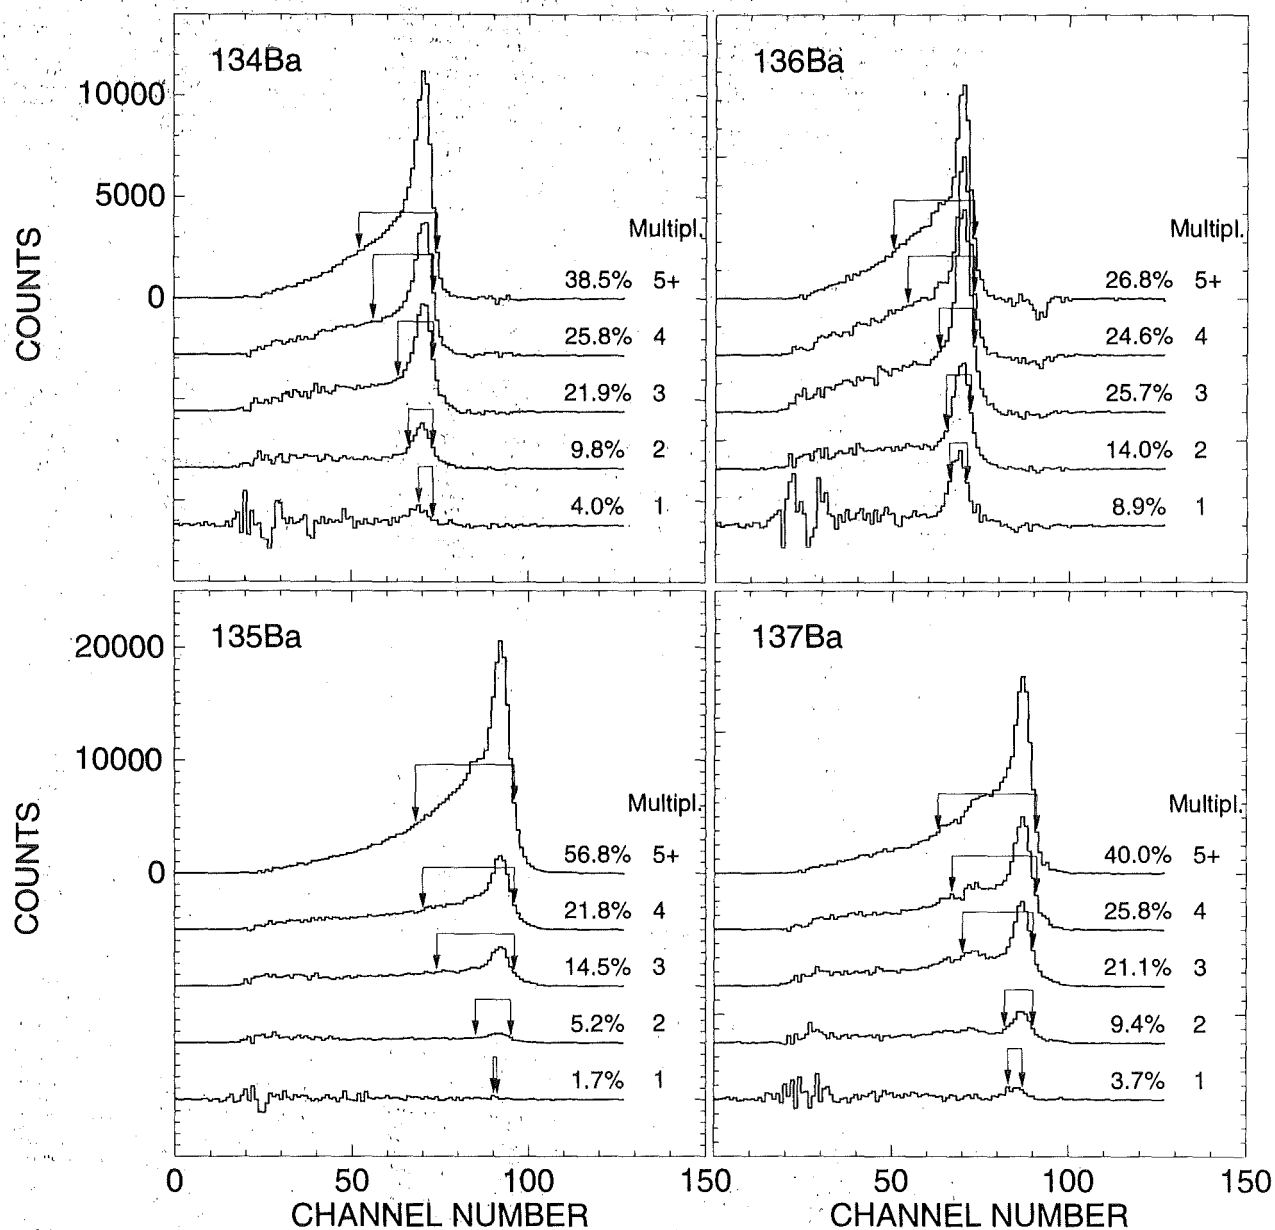 134Ba
10000
5000
0
COUNTS
Multipl.
38.5% 5+
25.8% 4
21.9% 3
9.8% 2
4.0% 1
136Ba
Multipl.
26.8% 5+
24.6% 4
25.7% 3
14.0% 2
8.9% 1
135Ba
20000
10000
0
COUNTS
Multipl.
56.8% 5+
21.8% 4
14.5% 3
5.2% 2
1.7% 1
137Ba
Multipl.
40.0% 5+
25.8% 4
21.1% 3
9.4% 2
3.7% 1
0 50 100 150 50 100 150
CHANNEL NUMBER CHANNEL NUMBER